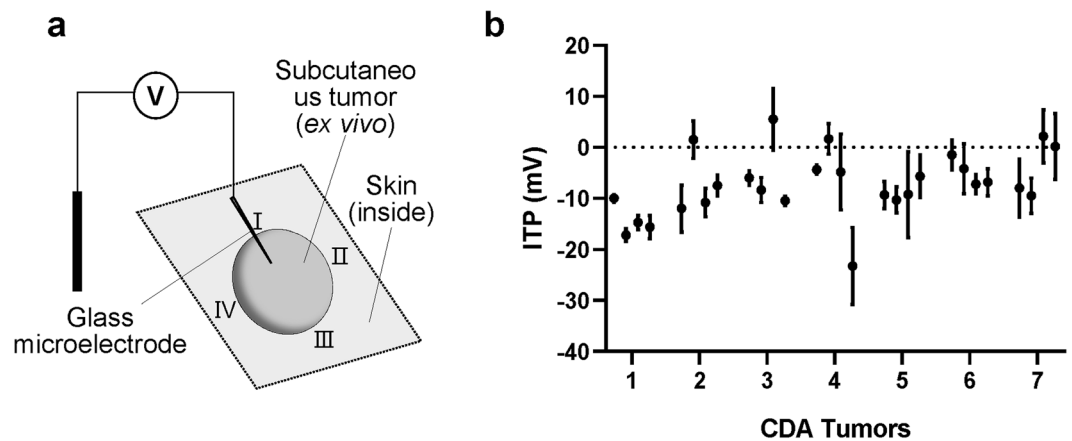 a
V
Subcutaneo
us tumor
(ex vivo)
Skin
(inside)
I
II
III
IV
Glass
microelectrode
b
ITP (mV)
20
10
0
-10
-20
-30
-40
1 2 3 4 5 6 7
CDA Tumors